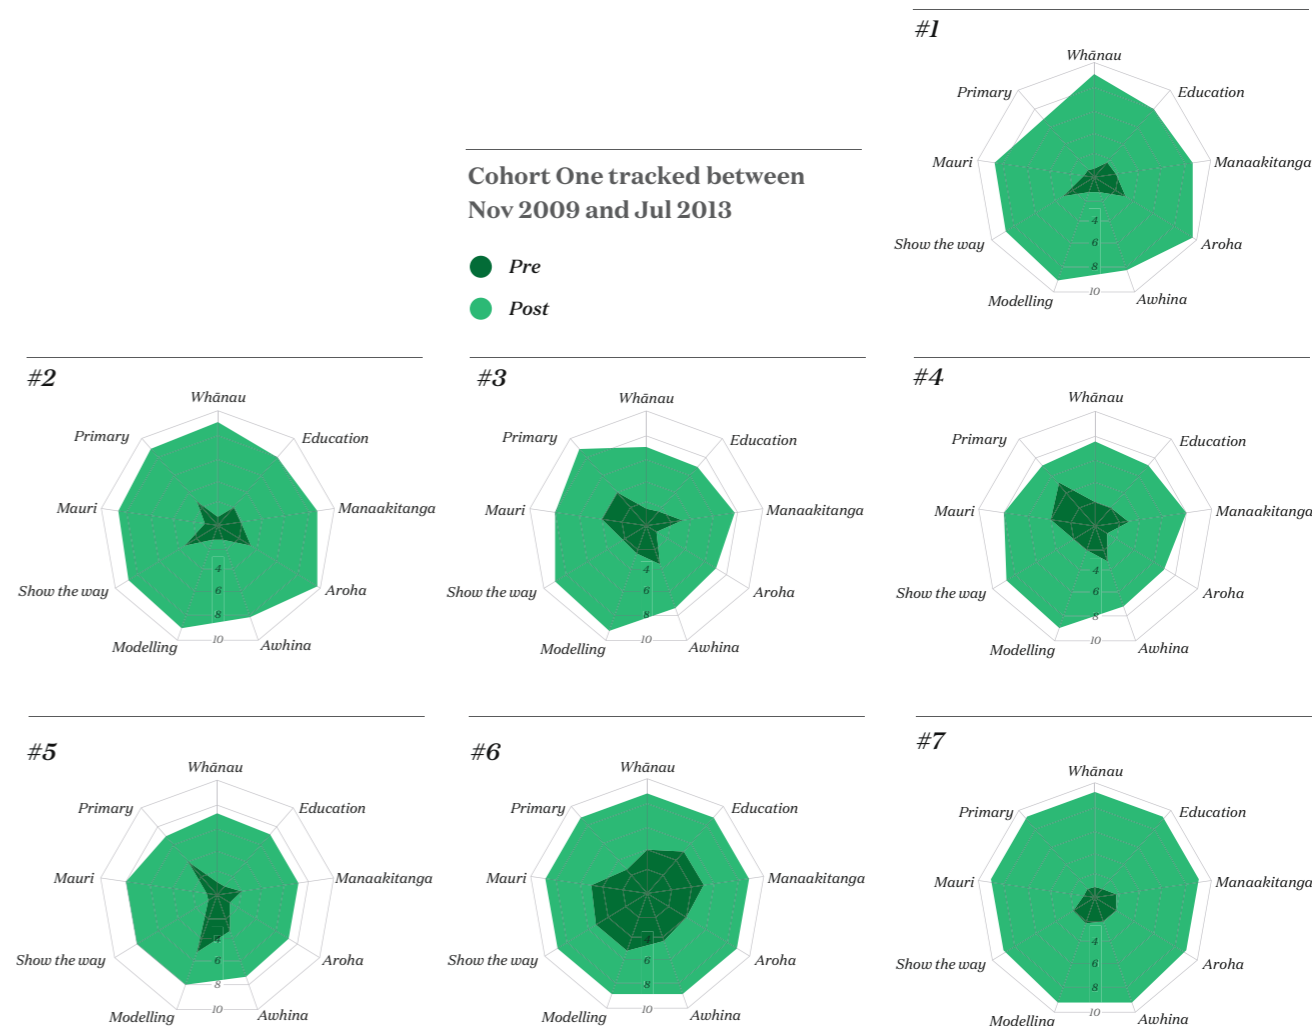 #1
Whānau
Primary
Education
Mauri
Manaakitanga
Show the way
Aroha
Modelling
Awhina
4
6
8
10
Cohort One tracked between
Nov 2009 and Jul 2013
Pre
Post
#2
Whānau
Primary
Education
Mauri
Manaakitanga
Show the way
Aroha
Modelling
Awhina
4
6
8
10
#3
Whānau
Primary
Education
Mauri
Manaakitanga
Show the way
Aroha
Modelling
Awhina
4
6
8
10
#4
Whānau
Primary
Education
Mauri
Manaakitanga
Show the way
Aroha
Modelling
Awhina
4
6
8
10
#5
Whānau
Primary
Education
Mauri
Manaakitanga
Show the way
Aroha
Modelling
Awhina
4
6
8
10
#6
Whānau
Primary
Education
Mauri
Manaakitanga
Show the way
Aroha
Modelling
Awhina
4
6
8
10
#7
Whānau
Primary
Education
Mauri
Manaakitanga
Show the way
Aroha
Modelling
Awhina
4
6
8
10